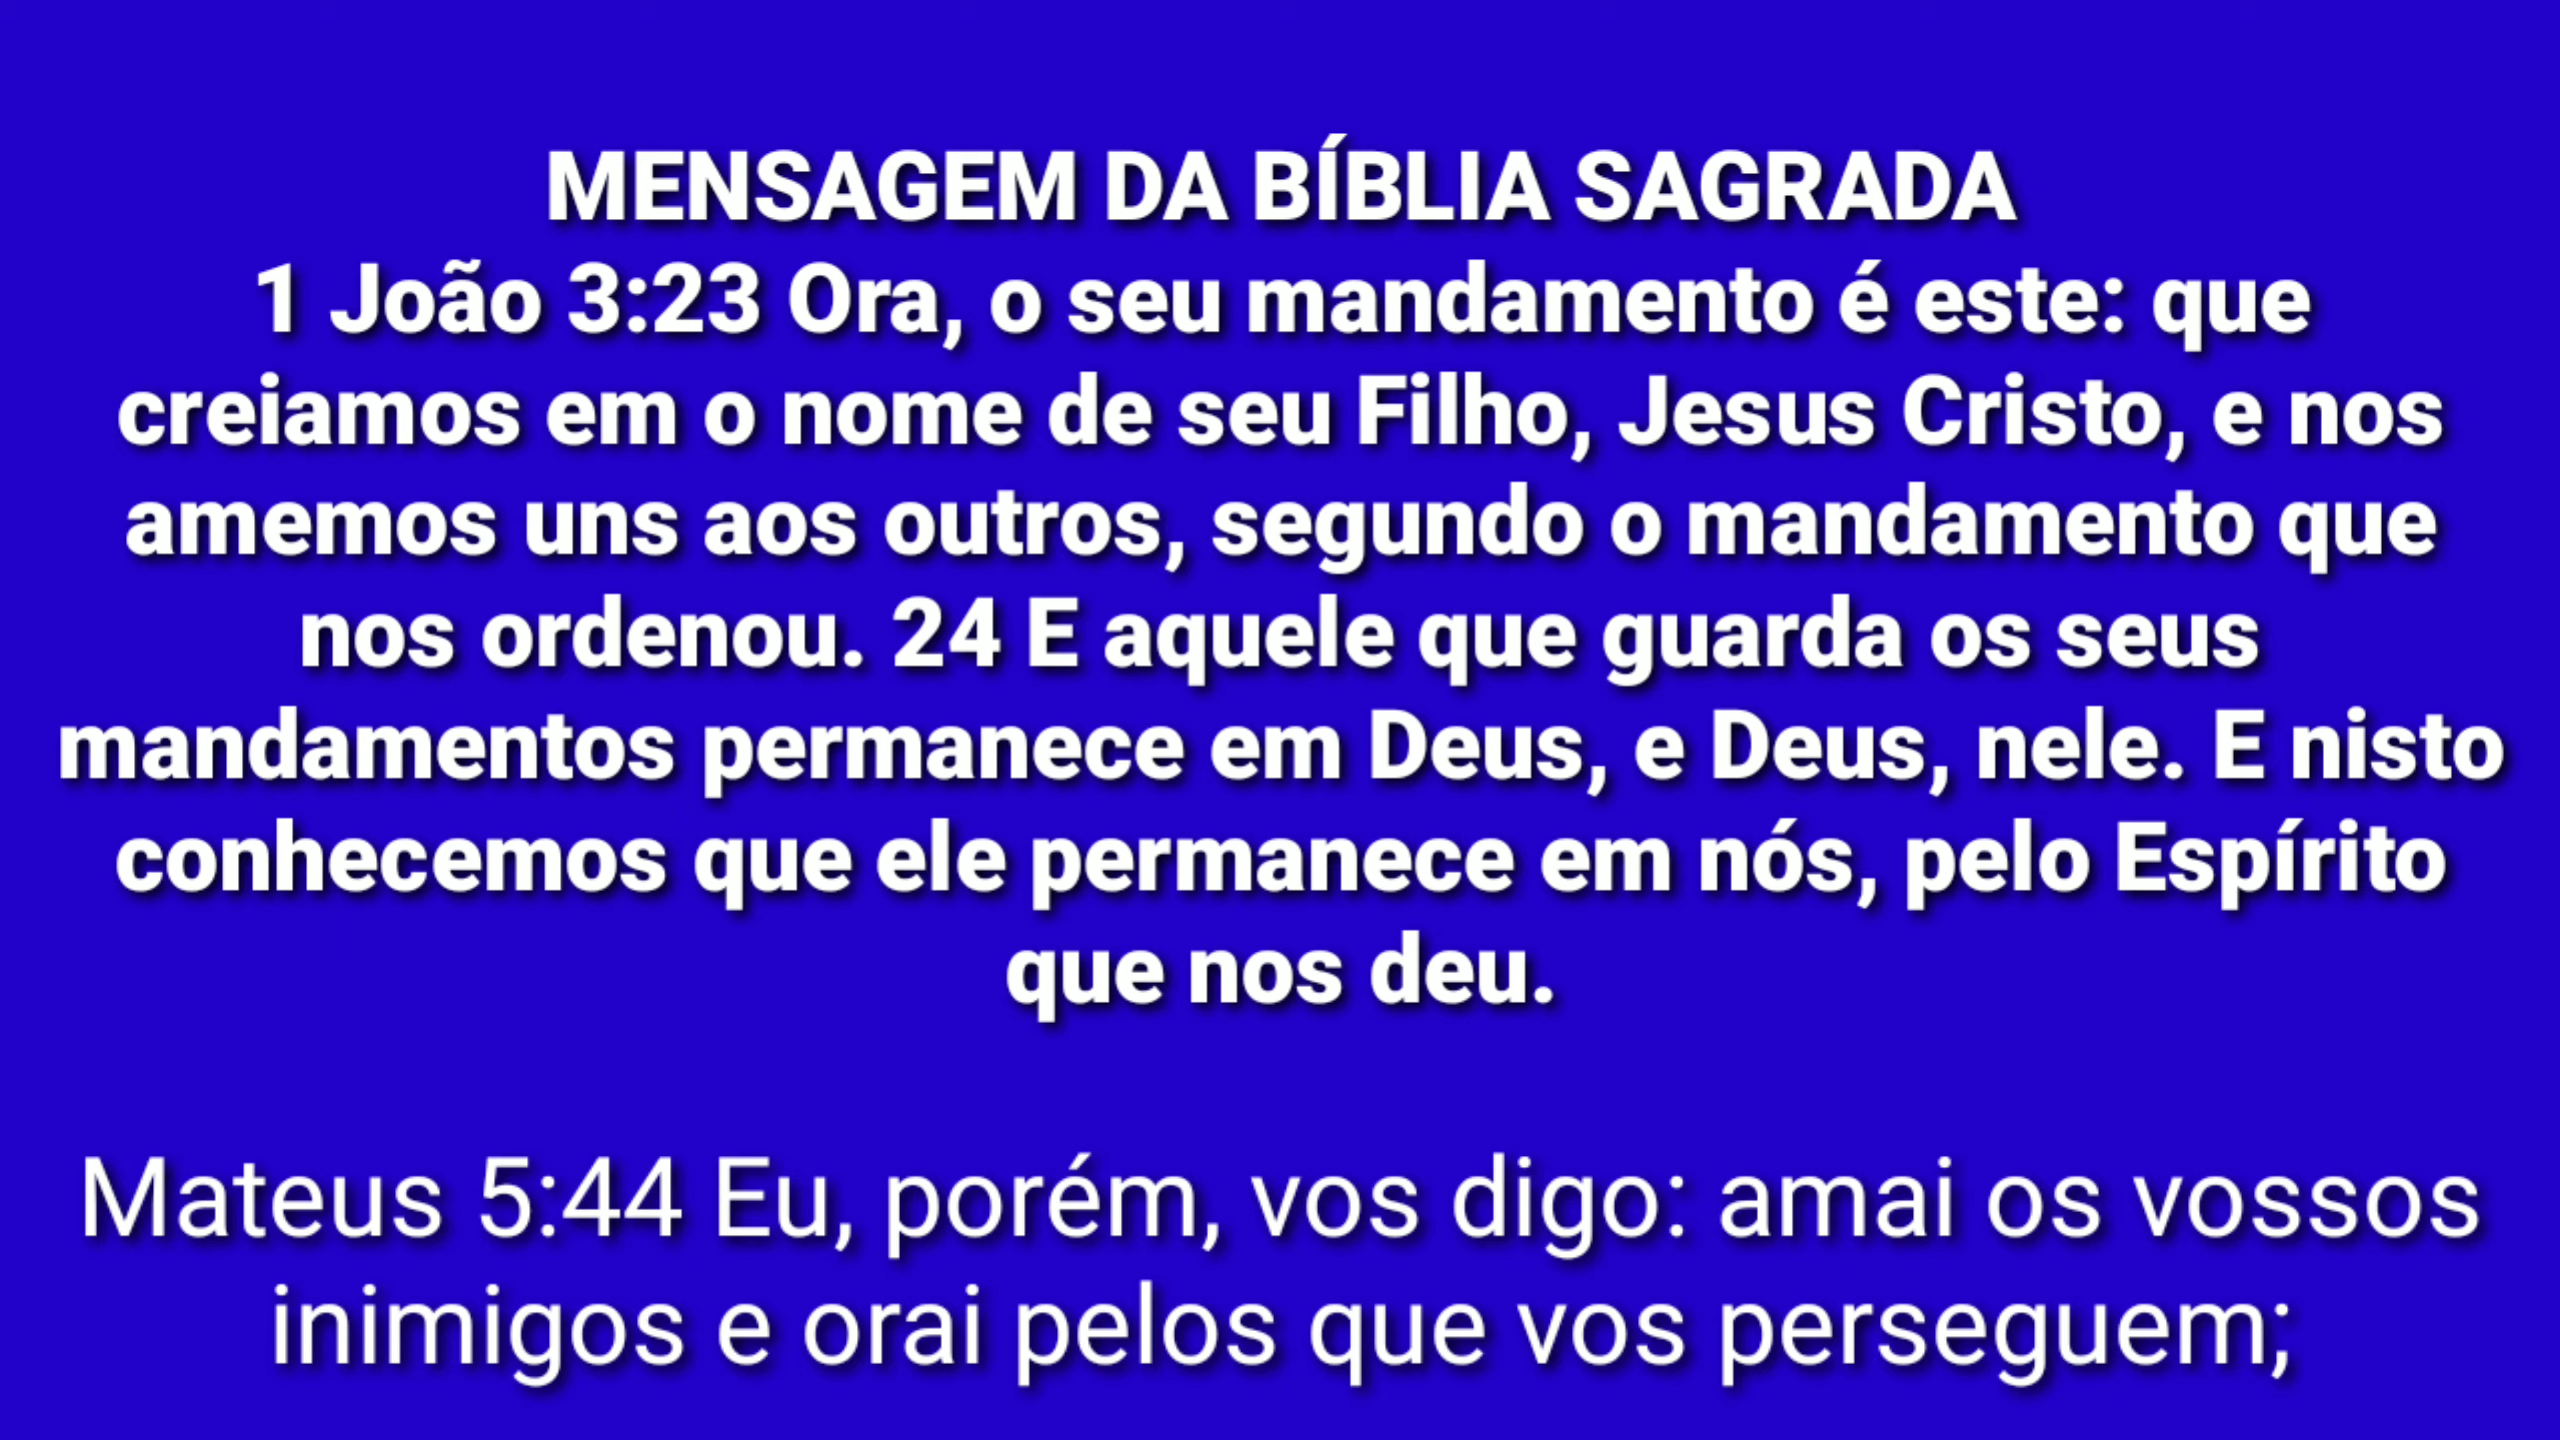 MENSAGEM DA BÍBLIA SAGRADA
1 João 3:23 Ora, o seu mandamento é este: que
creiamos em o nome de seu Filho, Jesus Cristo, e nos
amemos uns aos outros, segundo o mandamento que
nos ordenou. 24 E aquele que guarda os seus
mandamentos permanece em Deus, e Deus, nele. E nisto
conhecemos que ele permanece em nós, pelo Espírito
que nos deu.
Mateus 5:44 Eu, porém, vos digo: amai os vossos
inimigos e orai pelos que vos perseguem;